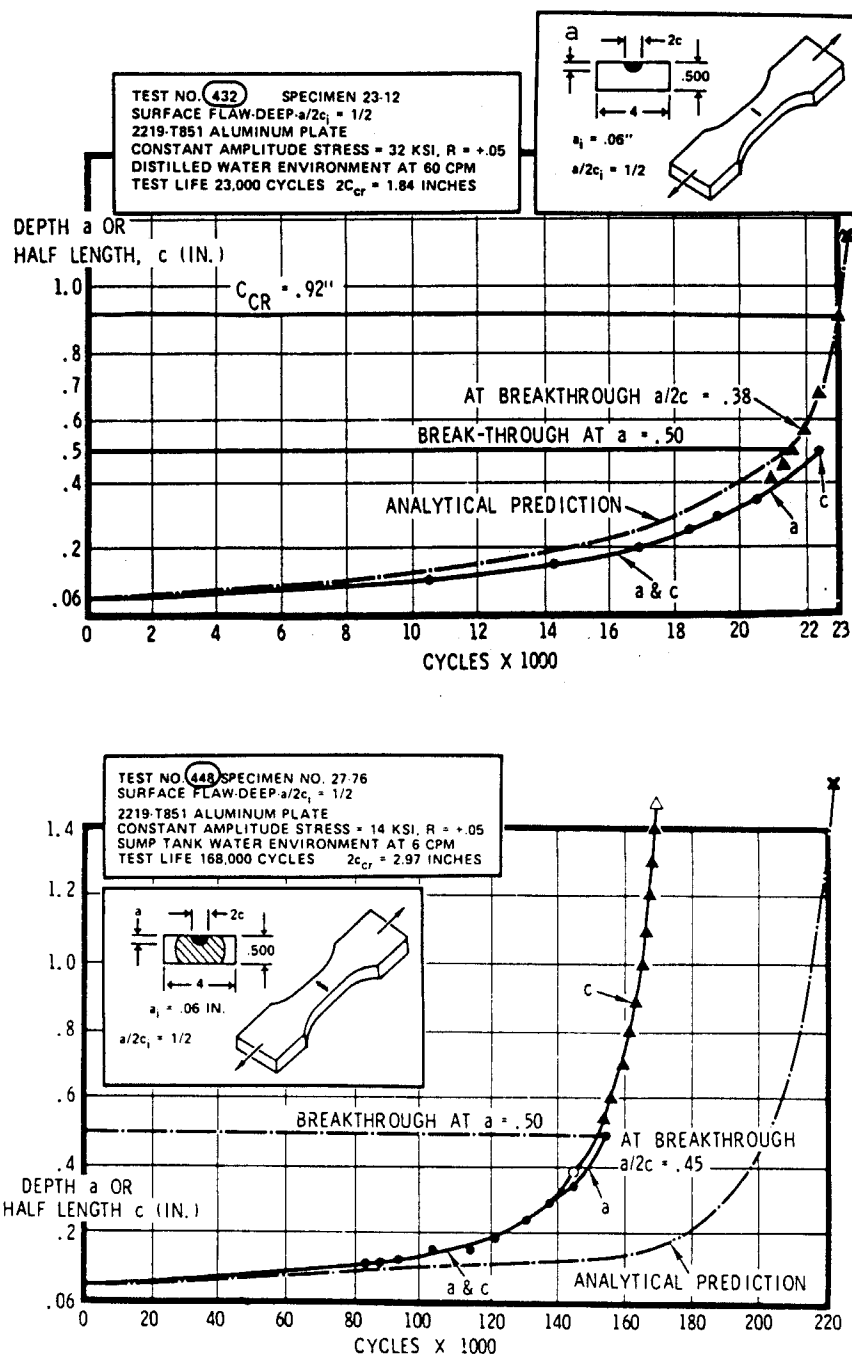 a
2c
.500
4
a_i = .06"
a/2c_i = 1/2
TEST NO. 432 SPECIMEN 23-12
SURFACE FLAW-DEEP-a/2c_i = 1/2
2219-T851 ALUMINUM PLATE
CONSTANT AMPLITUDE STRESS = 32 KSI, R = +.05
DISTILLED WATER ENVIRONMENT AT 60 CPM
TEST LIFE 23,000 CYCLES 2C_cr = 1.84 INCHES
DEPTH a OR
HALF LENGTH, c (IN.)
1.0
.8
.7
.6
.5
.4
.2
.06
C_CR = .92"
AT BREAKTHROUGH a/2c = .38
BREAK-THROUGH AT a = .50
ANALYTICAL PREDICTION
c
a
a & c
0 2 4 6 8 10 12 14 16 18 20 22 23
CYCLES X 1000
TEST NO. 448 SPECIMEN NO. 27-76
SURFACE FLAW-DEEP-a/2c_i = 1/2
2219-T851 ALUMINUM PLATE
CONSTANT AMPLITUDE STRESS = 14 KSI, R = +.05
SUMP TANK WATER ENVIRONMENT AT 6 CPM
TEST LIFE 168,000 CYCLES 2c_cr = 2.97 INCHES
a
2c
.500
4
a_i = .06 IN.
a/2c_i = 1/2
1.4
1.2
1.0
.8
.6
.4
.2
.06
DEPTH a OR
HALF LENGTH c (IN.)
c
BREAKTHROUGH AT a = .50
AT BREAKTHROUGH
a/2c = .45
a
a & c
ANALYTICAL PREDICTION
0 20 40 60 80 100 120 140 160 180 200 220
CYCLES X 1000